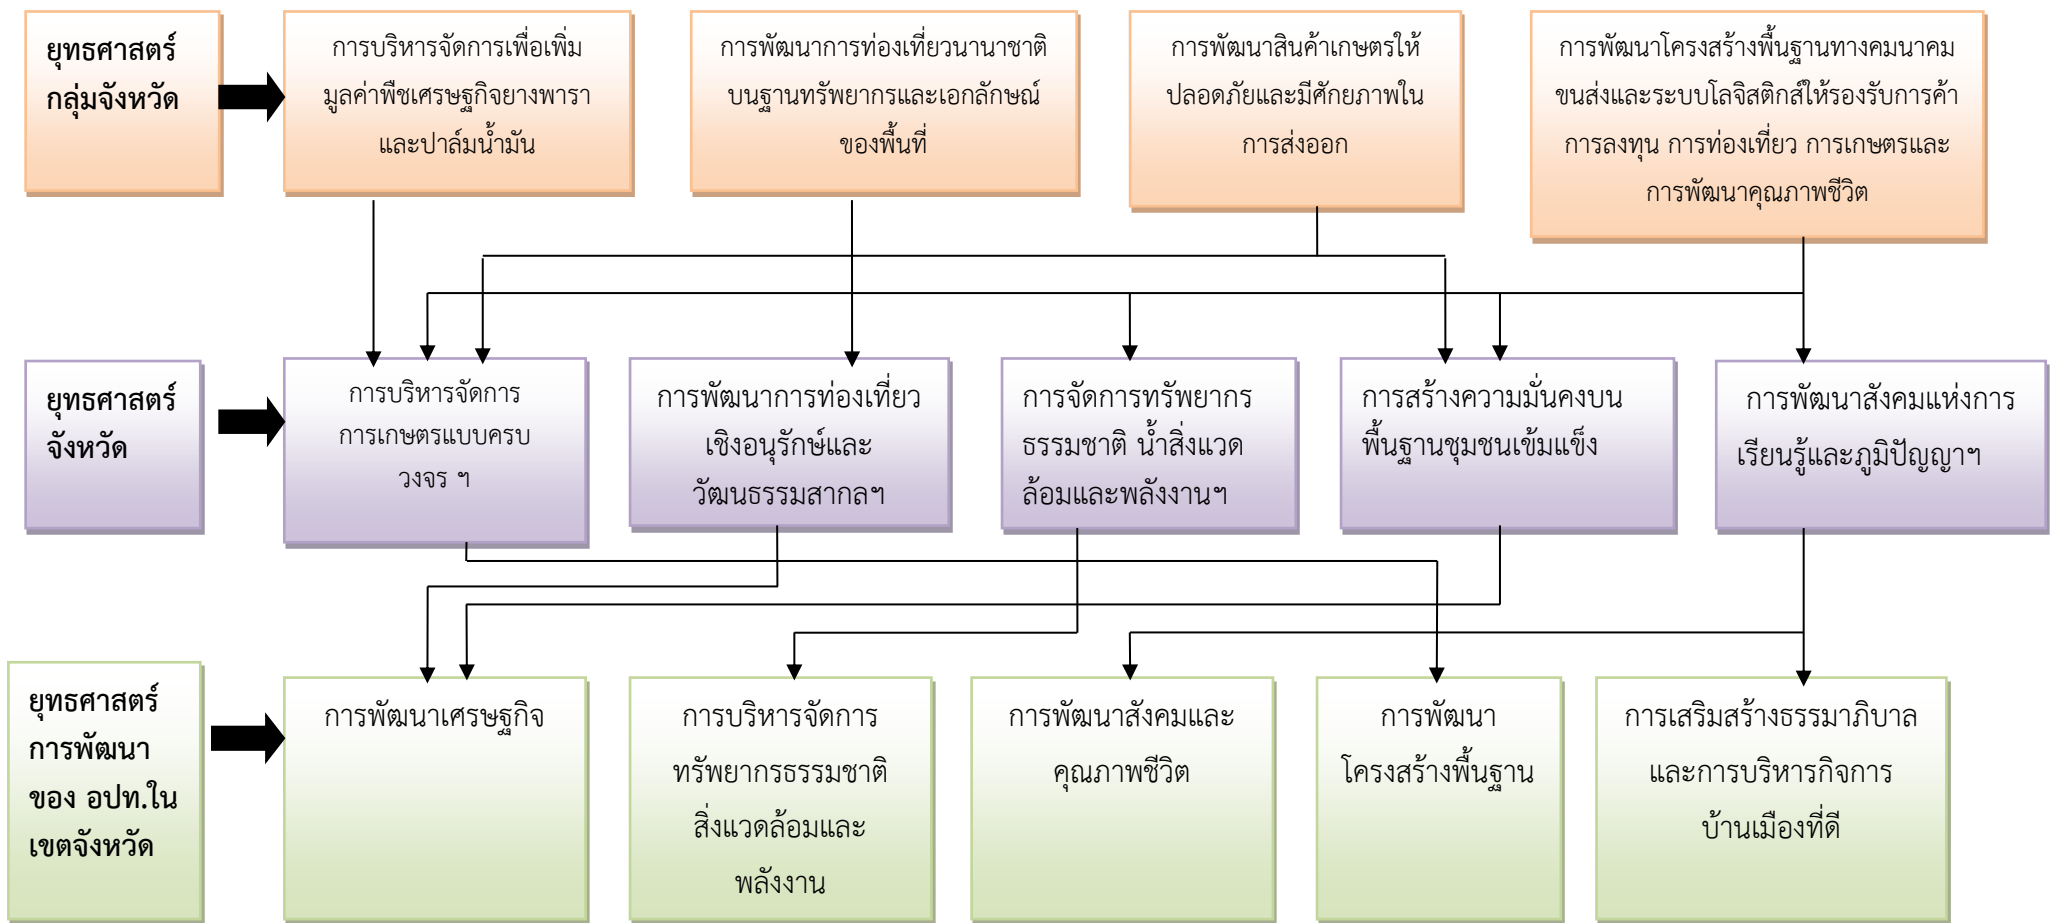 ยุทธศาสตร์
กลุ่มจังหวัด
การบริหารจัดการเพื่อเพิ่ม
มูลค่าพืชเศรษฐกิจยางพารา
และปาล์มน้ำมัน
การพัฒนาการท่องเที่ยวนานาชาติ
บนฐานทรัพยากรและเอกลักษณ์
ของพื้นที่
การพัฒนาสินค้าเกษตรให้
ปลอดภัยและมีศักยภาพใน
การส่งออก
การพัฒนาโครงสร้างพื้นฐานทางคมนาคม
ขนส่งและระบบโลจิสติกส์ให้รองรับการค้า
การลงทุน การท่องเที่ยว การเกษตรและ
การพัฒนาคุณภาพชีวิต
ยุทธศาสตร์
จังหวัด
การบริหารจัดการ
การเกษตรแบบครบ
วงจร ฯ
การพัฒนาการท่องเที่ยว
เชิงอนุรักษ์และ
วัฒนธรรมสากลฯ
การจัดการทรัพยากร
ธรรมชาติ น้ำสิ่งแวด
ล้อมและพลังงานฯ
การสร้างความมั่นคงบน
พื้นฐานชุมชนเข้มแข็ง
การพัฒนาสังคมแห่งการ
เรียนรู้และภูมิปัญญาฯ
ยุทธศาสตร์
การพัฒนา
ของ อปท.ใน
เขตจังหวัด
การพัฒนาเศรษฐกิจ
การบริหารจัดการ
ทรัพยากรธรรมชาติ
สิ่งแวดล้อมและ
พลังงาน
การพัฒนาสังคมและ
คุณภาพชีวิต
การพัฒนา
โครงสร้างพื้นฐาน
การเสริมสร้างธรรมาภิบาล
และการบริหารกิจการ
บ้านเมืองที่ดี